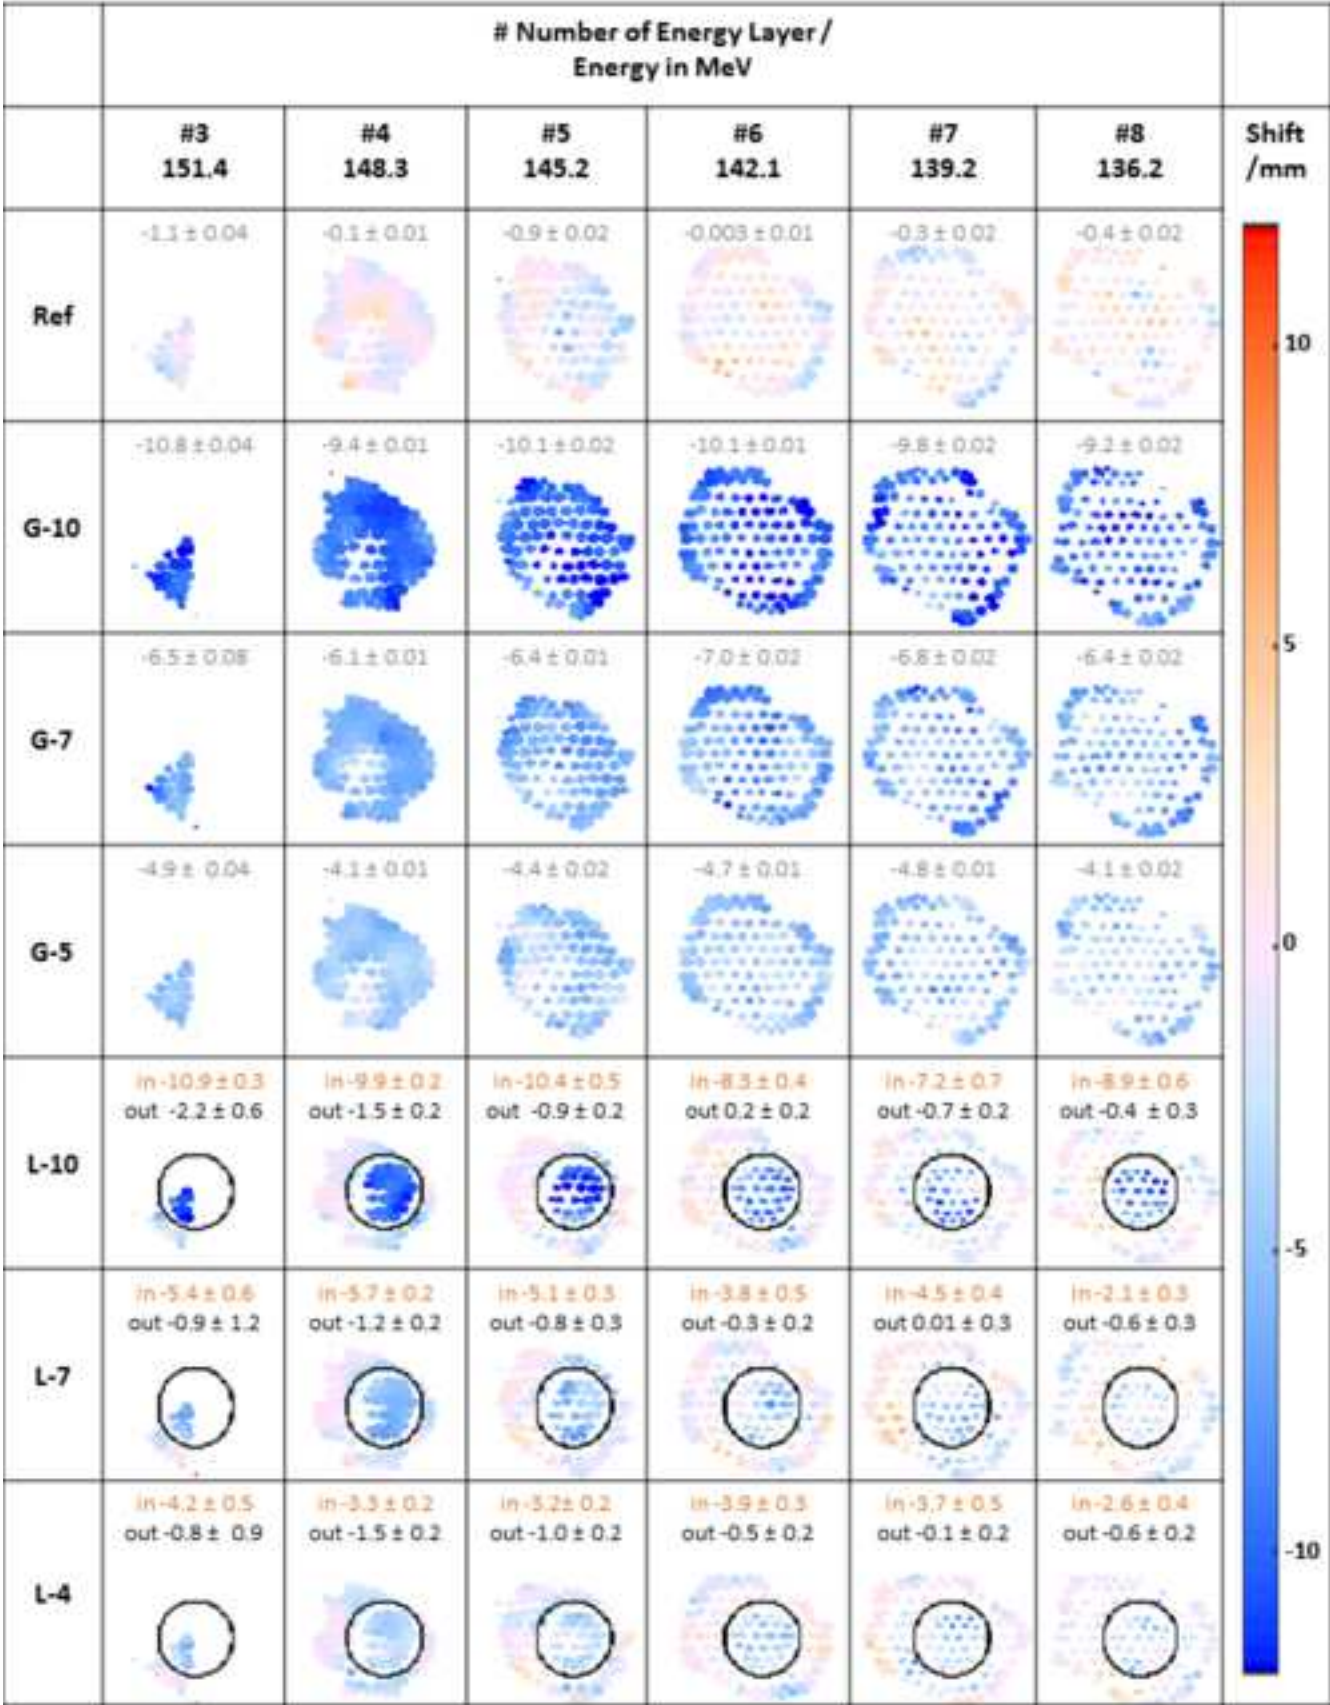 # Number of Energy Layer /
Energy in MeV
#3 #4 #5 #6 #7 #8 Shift
151.4 148.3 145.2 142.1 139.2 136.2 /mm
Ref
-1.1 ± 0.04 -0.1 ± 0.01 -0.9 ± 0.02 -0.003 ± 0.01 -0.3 ± 0.02 -0.4 ± 0.02
G-10
-10.8 ± 0.04 -9.4 ± 0.01 -10.1 ± 0.02 -10.1 ± 0.01 -9.8 ± 0.02 -9.2 ± 0.02
G-7
-6.5 ± 0.08 -6.1 ± 0.01 -6.4 ± 0.01 -7.0 ± 0.02 -6.8 ± 0.02 -6.4 ± 0.02
G-5
-4.9 ± 0.04 -4.1 ± 0.01 -4.4 ± 0.02 -4.7 ± 0.01 -4.8 ± 0.01 -4.1 ± 0.02
L-10
in -10.9 ± 0.3 in -9.9 ± 0.2 in -10.4 ± 0.5 in -8.3 ± 0.4 in -7.2 ± 0.7 in -8.9 ± 0.6
out -2.2 ± 0.6 out -1.5 ± 0.2 out -0.9 ± 0.2 out 0.2 ± 0.2 out -0.7 ± 0.2 out -0.4 ± 0.3
L-7
in -5.4 ± 0.6 in -5.7 ± 0.2 in -5.1 ± 0.3 in -3.8 ± 0.5 in -4.5 ± 0.4 in -2.1 ± 0.3
out -0.9 ± 1.2 out -1.2 ± 0.2 out -0.8 ± 0.3 out -0.3 ± 0.2 out 0.01 ± 0.3 out -0.6 ± 0.3
L-4
in -4.2 ± 0.5 in -3.3 ± 0.2 in -3.2± 0.2 in -3.9 ± 0.3 in -3.7 ± 0.5 in -2.6 ± 0.4
out -0.8 ± 0.9 out -1.5 ± 0.2 out -1.0 ± 0.2 out -0.5 ± 0.2 out -0.1 ± 0.2 out -0.6 ± 0.2
10
5
0
-5
-10